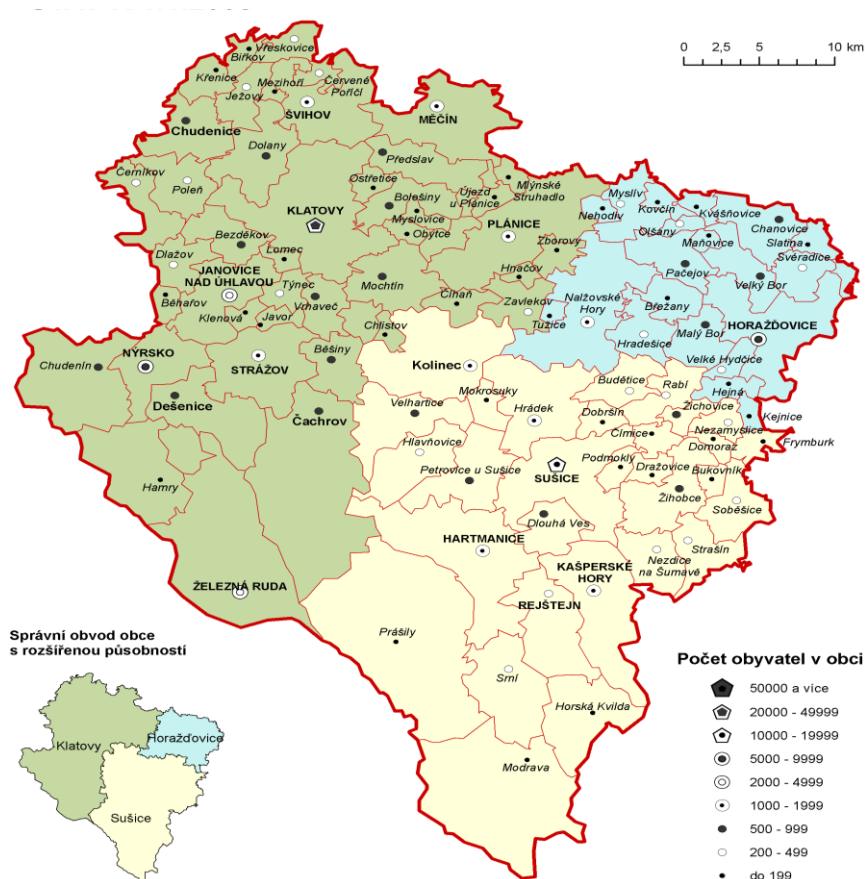 Vřeskovice
Biřkov
0 2,5 5 10 km
Křenice
Mezihoří
Červené
Poříčí
Ježovy
ŠVIHOV
MĚČÍN
Chudenice
Dolany
Předslav
Černíkov
Poleň
Ostřetice
Bolešiny
Újezd
u Plánice
Mlýnské
Struhadlo
Myslovice
Obytce
KLATOVY
PLÁNICE
Zborovy
Myslív
Nehodiv
Kovčín
Kvášňovice
Olšany
Maňovice
Chanovice
Slatina
Svéradice
Bezděkov
Lomec
Dlažov
JANOVICE
NAD ÚHLAVOU
Týnec
Vrhaveč
Mochtín
Hnačov
Číhaň
Zavlekov
Pačejov
Velký Bor
Běhařov
Klenová
Javor
Chlistov
Tužice
Nalžovské
Hory
Břežany
Malý Bor
HORAŽĎOVICE
Hradešice
Velké Hydčice
Chudenín
NÝRSKO
STRÁŽOV
Běšiny
Kolinec
Mokrosuky
Budětice
Rabí
Hejná
Kejnice
Dešenice
Čachrov
Velhartice
Hrádek
Dobršín
Žichovice
Nezamyslice
Frymburk
Hlavňovice
Čímice
Domoraz
Petrovice u Sušice
SUŠICE
Podmokly
Dražovice
Bukovník
Žihobce
Soběšice
Hamry
Dlouhá Ves
HARTMANICE
Strašín
Nezdice
na Šumavě
KAŠPERSKÉ
HORY
REJŠTEJN
ŽELEZNÁ RUDA
Prášily
Srní
Horská Kvilda
Modrava
Správní obvod obce
s rozšířenou působností
Klatovy
Horažďovice
Sušice
Počet obyvatel v obci
50000 a více
20000 - 49999
10000 - 19999
5000 - 9999
2000 - 4999
1000 - 1999
500 - 999
200 - 499
do 199